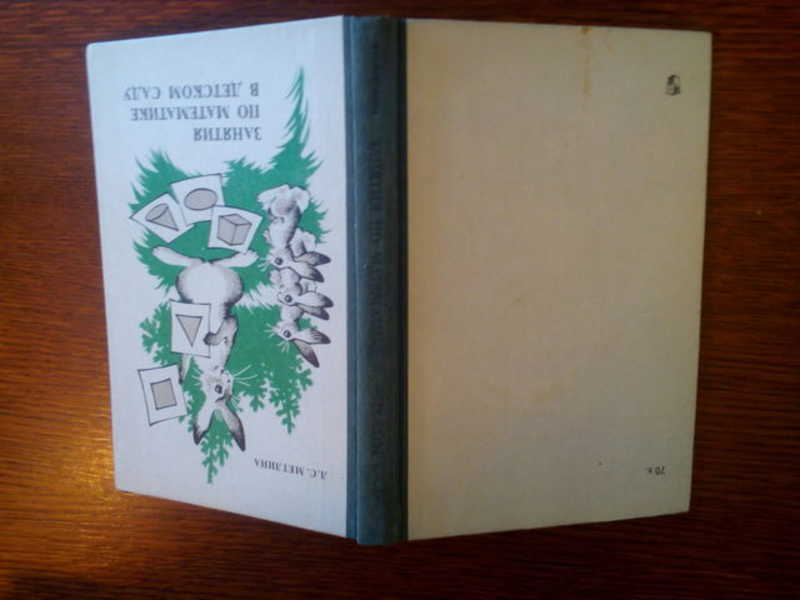 Л.С. МЕТЛИНА
ЗАНЯТИЯ
ПО МАТЕМАТИКЕ
В ДЕТСКОМ САДУ
70 к.